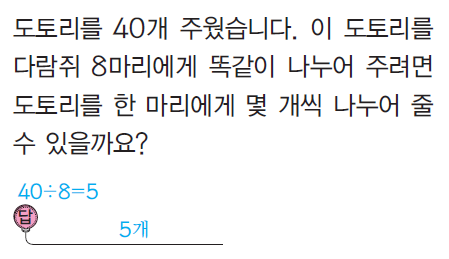 도토리를 40개 주웠습니다. 이 도토리를
다람쥐 8마리에게 똑같이 나누어 주려면
도토리를 한 마리에게 몇 개씩 나누어 줄
수 있을까요?
40÷8=5
답
5개